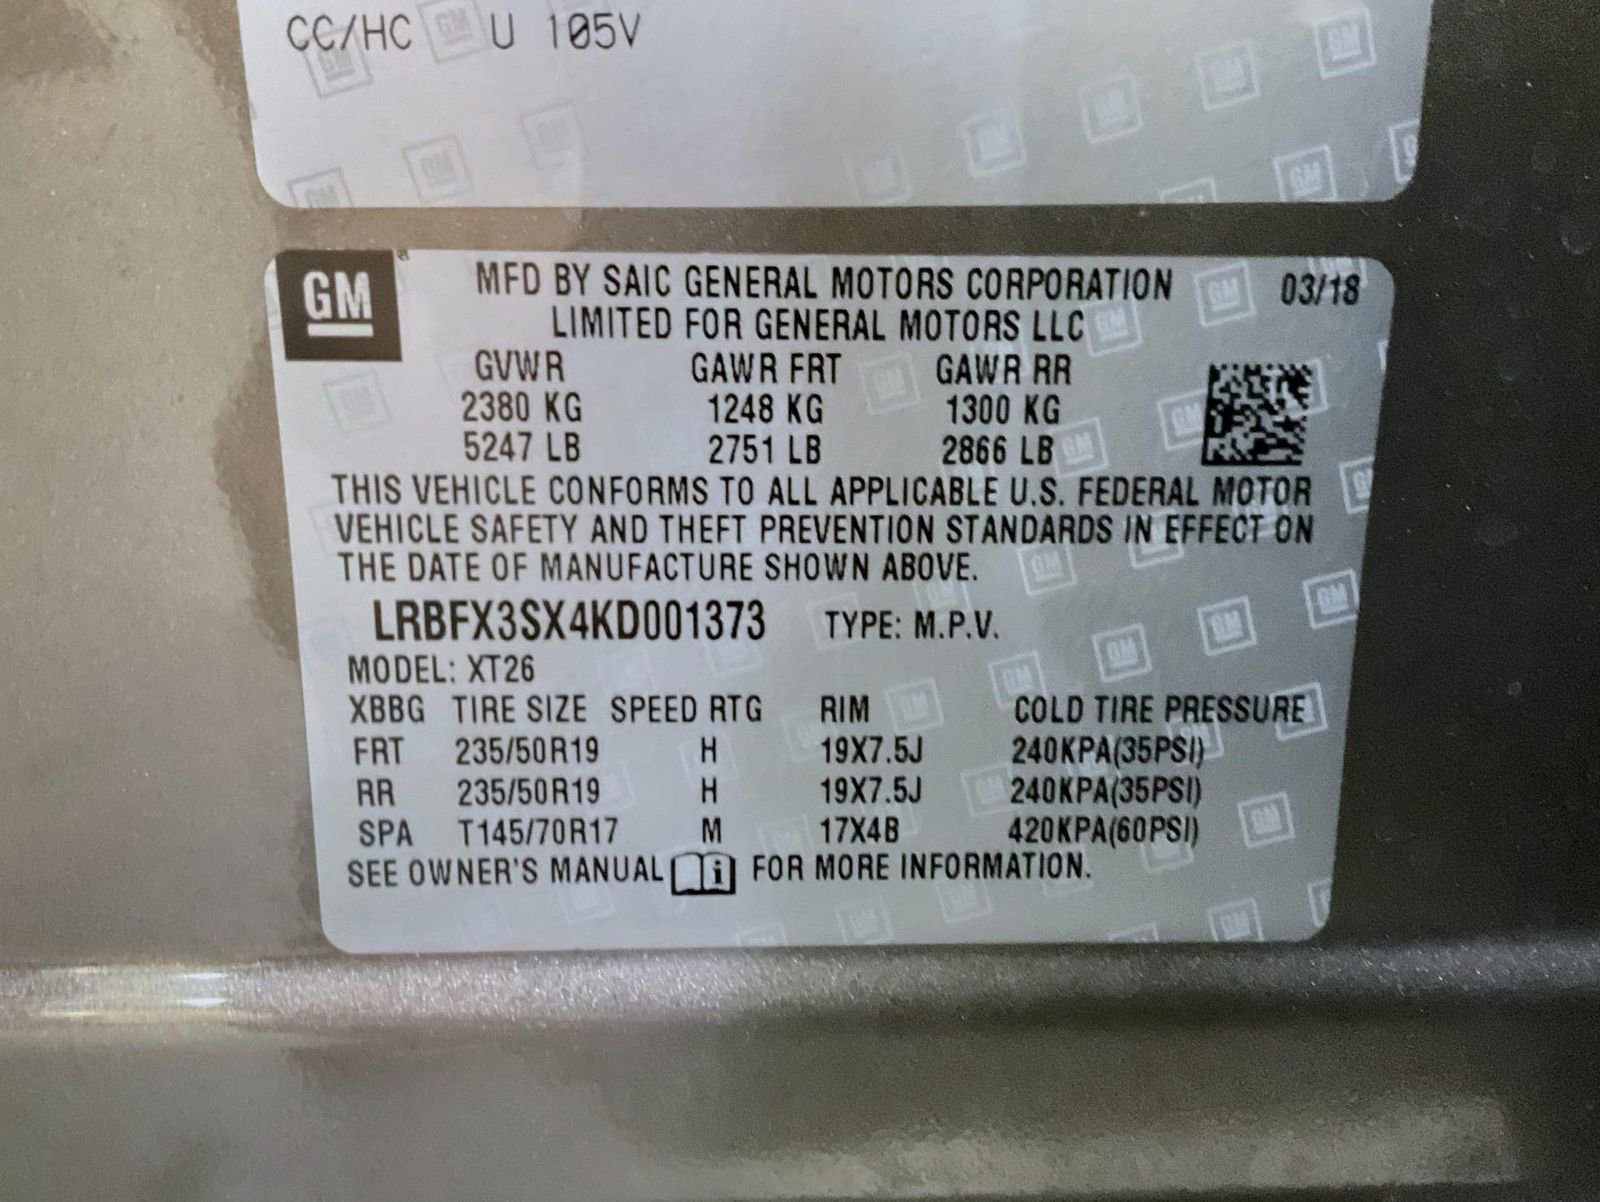 CC/HC U 105V
GM
MFD BY SAIC GENERAL MOTORS CORPORATION 03/18
LIMITED FOR GENERAL MOTORS LLC
GVWR GAWR FRT GAWR RR
2380 KG 1248 KG 1300 KG
5247 LB 2751 LB 2866 LB
THIS VEHICLE CONFORMS TO ALL APPLICABLE U.S. FEDERAL MOTOR
VEHICLE SAFETY AND THEFT PREVENTION STANDARDS IN EFFECT ON
THE DATE OF MANUFACTURE SHOWN ABOVE.
LRBFX3SX4KD001373 TYPE: M.P.V.
MODEL: XT26
XBBG TIRE SIZE SPEED RTG RIM COLD TIRE PRESSURE
FRT 235/50R19 H 19X7.5J 240KPA(35PSI)
RR 235/50R19 H 19X7.5J 240KPA(35PSI)
SPA T145/70R17 M 17X4B 420KPA(60PSI)
SEE OWNER'S MANUAL i FOR MORE INFORMATION.